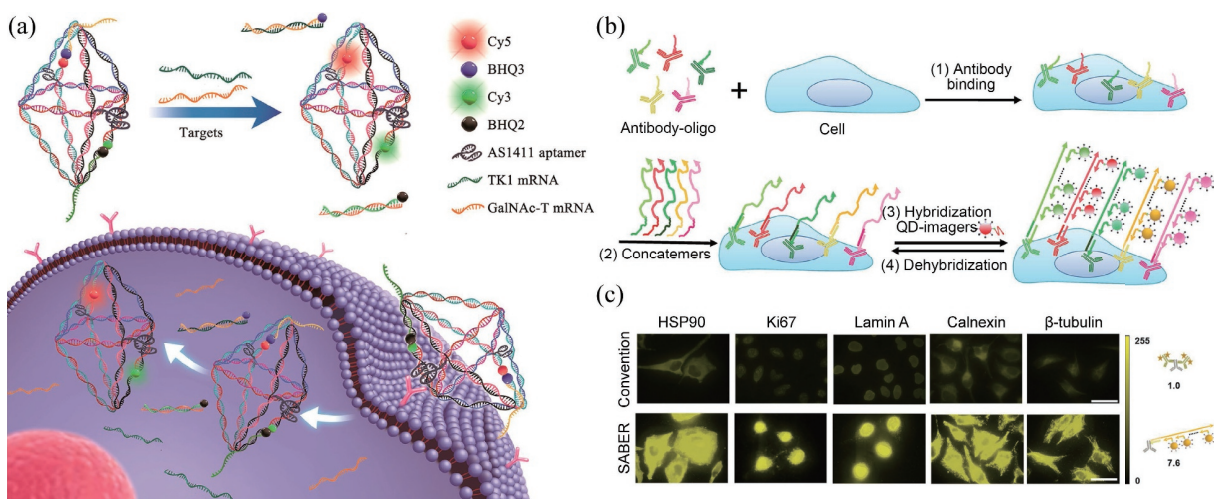 (a)
Targets
Cy5
BHQ3
Cy3
BHQ2
AS1411 aptamer
TK1 mRNA
GalNAc-T mRNA
(b)
Antibody-oligo
+
Cell
(1) Antibody
binding
(2) Concatemers
(3) Hybridization
QD-imagers
(4) Dehybridization
(c)
HSP90
Ki67
Lamin A
Calnexin
β-tubulin
Convention
SABER
255
0
1.0
7.6